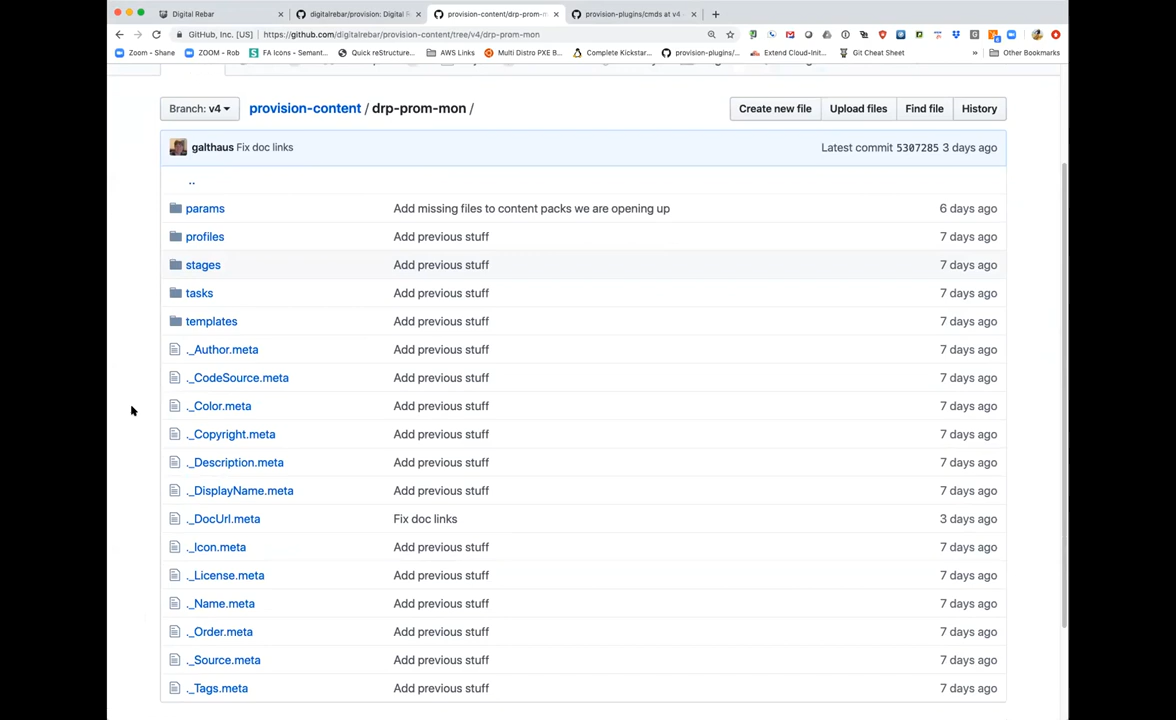 Digital Rebar
digitalrebar/provision: Digital R
provision-content/drp-prom-m
provision-plugins/cmds at v4
GitHub, Inc. [US] https://github.com/digitalrebar/provision-content/tree/v4/drp-prom-mon
Zoom - Shane ZOOM - Rob FA Icons – Semant... Quick reStructure... AWS Links Multi Distro PXE B... Complete Kickstar... provision-plugins/... Extend Cloud-Init... Git Cheat Sheet » Other Bookmarks
Branch: v4 provision-content / drp-prom-mon / Create new file Upload files Find file History
galthaus Fix doc links Latest commit 5307285 3 days ago
..
params Add missing files to content packs we are opening up 6 days ago
profiles Add previous stuff 7 days ago
stages Add previous stuff 7 days ago
tasks Add previous stuff 7 days ago
templates Add previous stuff 7 days ago
._Author.meta Add previous stuff 7 days ago
._CodeSource.meta Add previous stuff 7 days ago
._Color.meta Add previous stuff 7 days ago
._Copyright.meta Add previous stuff 7 days ago
._Description.meta Add previous stuff 7 days ago
._DisplayName.meta Add previous stuff 7 days ago
._DocUrl.meta Fix doc links 3 days ago
._Icon.meta Add previous stuff 7 days ago
._License.meta Add previous stuff 7 days ago
._Name.meta Add previous stuff 7 days ago
._Order.meta Add previous stuff 7 days ago
._Source.meta Add previous stuff 7 days ago
._Tags.meta Add previous stuff 7 days ago